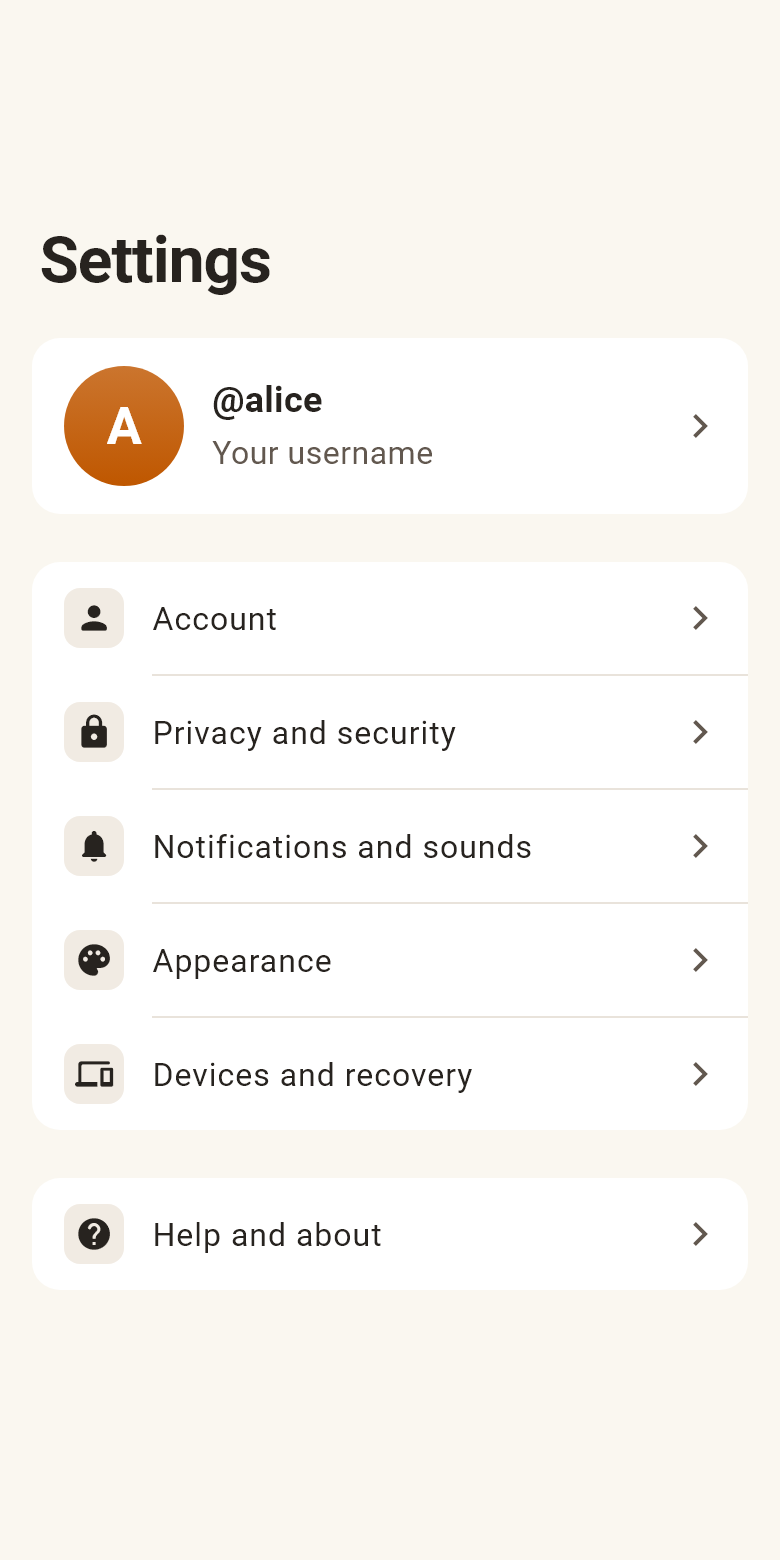 Settings
A
@alice
Your username
Account
Privacy and security
Notifications and sounds
Appearance
Devices and recovery
Help and about